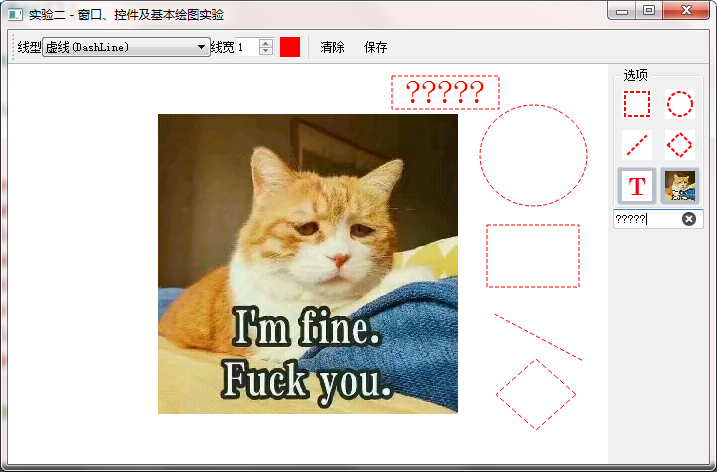 实验二 - 窗口、控件及基本绘图实验
线型 虚线(DashLine) 线宽 1 清除 保存
选项
?????
I'm fine.
Fuck you.
T
?????